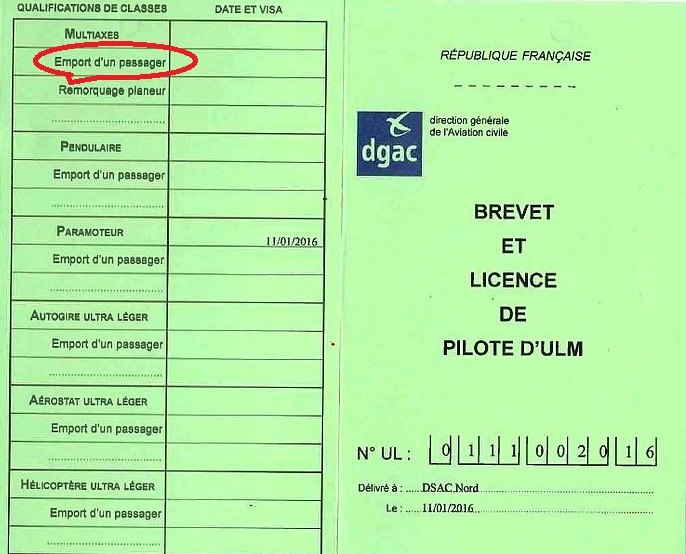 QUALIFICATIONS DE CLASSES DATE ET VISA
MULTIAXES
Emport d'un passager
Remorquage planeur
PENDULAIRE
Emport d'un passager
PARAMOTEUR 11/01/2016
Emport d'un passager
AUTOGIRE ULTRA LÉGER
Emport d'un passager
AÉROSTAT ULTRA LÉGER
Emport d'un passager
HÉLICOPTÈRE ULTRA LÉGER
Emport d'un passager
RÉPUBLIQUE FRANÇAISE
dgac
direction générale
de l'Aviation civile
BREVET
ET
LICENCE
DE
PILOTE D'ULM
N° UL : 0 1 1 1 0 0 2 0 1 6
Délivré à : DSAC Nord
Le : 11/01/2016